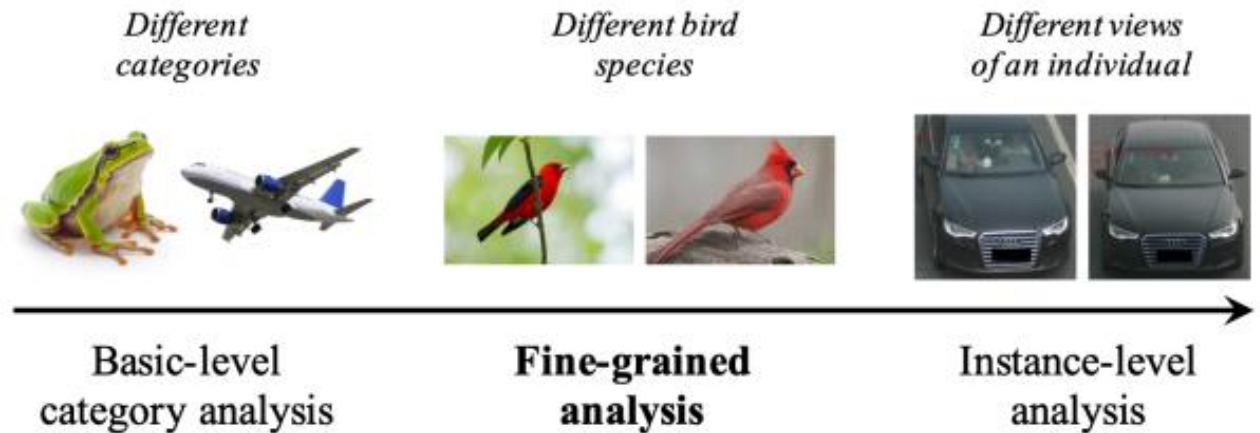 Different
categories
Different bird
species
Different views
of an individual
Basic-level
category analysis
Fine-grained
analysis
Instance-level
analysis